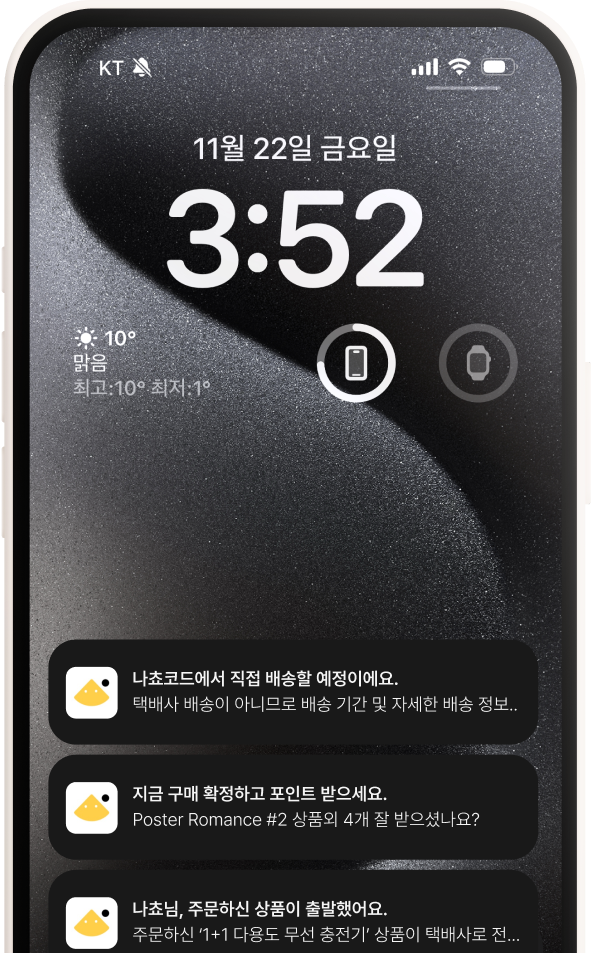 KT
11월 22일 금요일
3:52
10°
맑음
최고:10° 최저:1°
나쵸코드에서 직접 배송할 예정이에요.
택배사 배송이 아니므로 배송 기간 및 자세한 배송 정보..
지금 구매 확정하고 포인트 받으세요.
Poster Romance #2 상품외 4개 잘 받으셨나요?
나쵸님, 주문하신 상품이 출발했어요.
주문하신 ‘1+1 다용도 무선 충전기’ 상품이 택배사로 전...